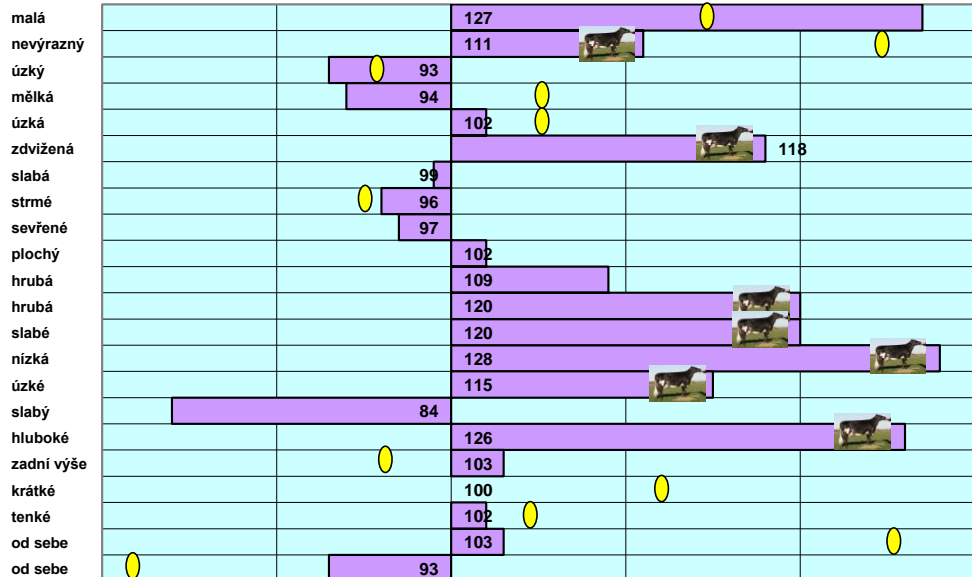 malá 127
nevýrazný 111
úzký 93
mělká 94
úzká 102
zdvižená 118
slabá 99
strmé 96
sevřené 97
plochý 102
hrubá 109
hrubá 120
slabé 120
nízká 128
úzké 115
slabý 84
hluboké 126
zadní výše 103
krátké 100
tenké 102
od sebe 103
od sebe 93